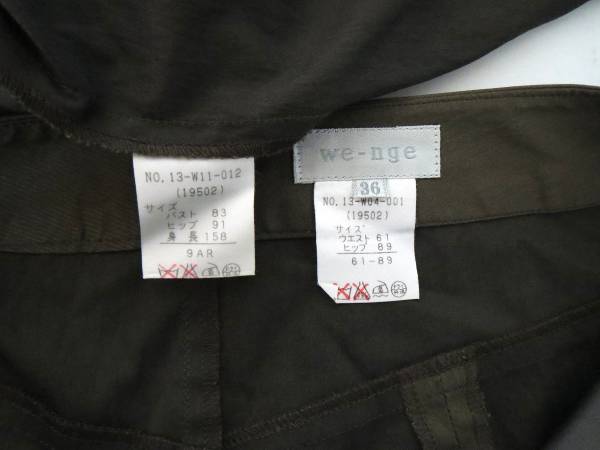 NO.13-W11-012
(19502)
サイズ
バスト 83
ヒップ 91
身長 158
9AR
we-nge
36
NO.13-W04-001
(19502)
サイズ
ウエスト 61
ヒップ 89
61-89